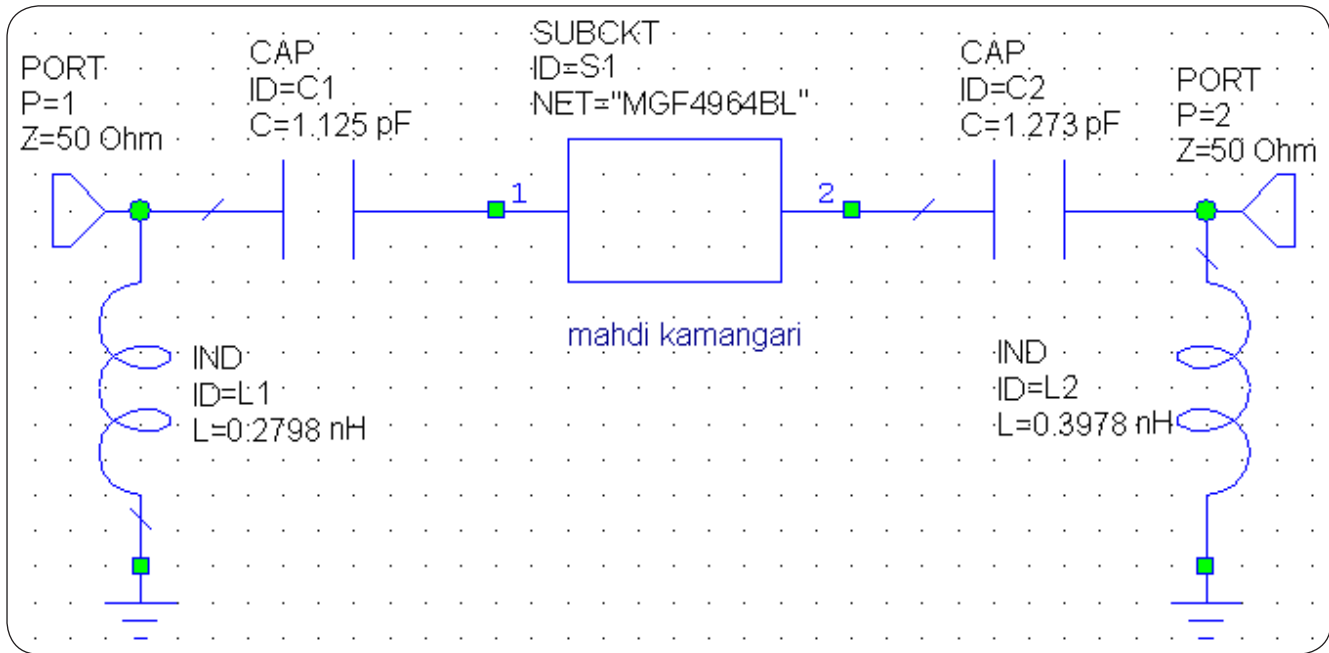 PORT
P=1
Z=50 Ohm
CAP
ID=C1
C=1.125 pF
SUBCKT
ID=S1
NET="MGF4964BL"
CAP
ID=C2
C=1.273 pF
PORT
P=2
Z=50 Ohm
1
2
mahdi kamangari
IND
ID=L1
L=0.2798 nH
IND
ID=L2
L=0.3978 nH